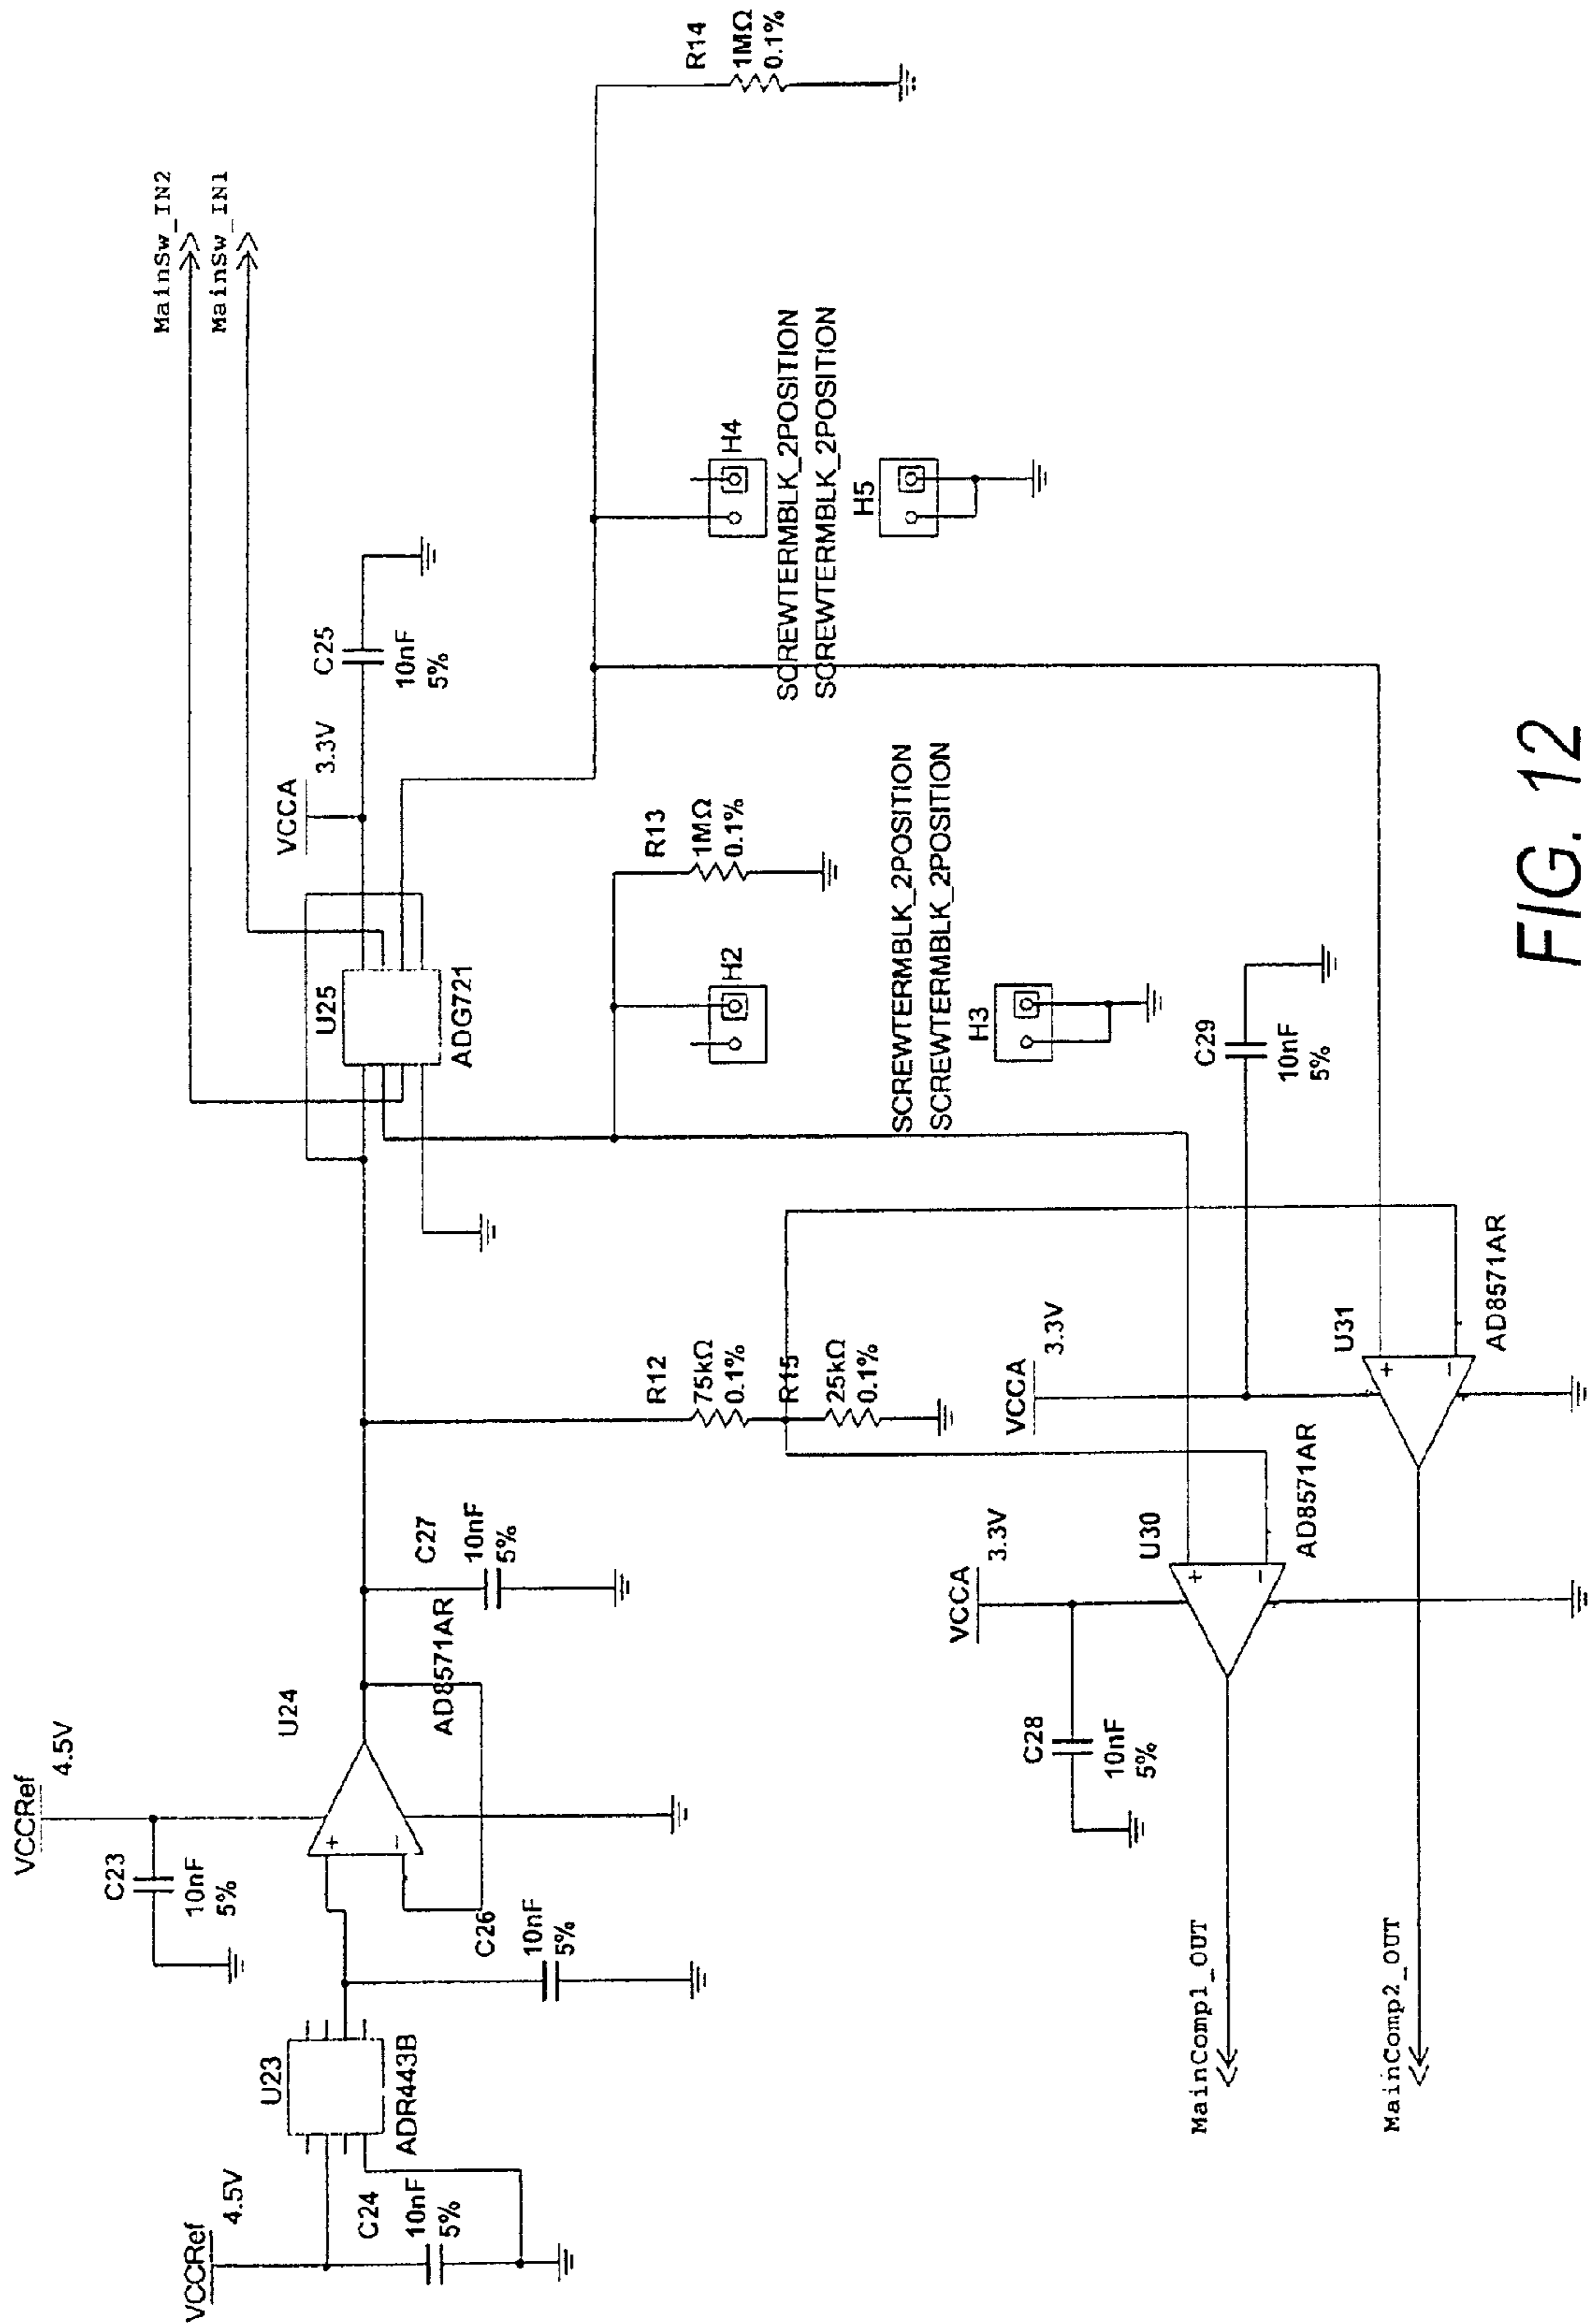 VCCRef
4.5V
C24
10nF
5%
U23
ADR443B
VCCRef
4.5V
C23
10nF
5%
C26
10nF
5%
U24
+
−
AD8571AR
C27
10nF
5%
R12
75kΩ
0.1%
R15
25kΩ
0.1%
U25
ADG721
VCCA
3.3V
C25
10nF
5%
MainSw_IN2
MainSw_IN1
R13
1MΩ
0.1%
R14
1MΩ
0.1%
H2
SCREWTERMBLK_2POSITION
SCREWTERMBLK_2POSITION
H3
H4
SCREWTERMBLK_2POSITION
SCREWTERMBLK_2POSITION
H5
VCCA
3.3V
C28
10nF
5%
U30
+
−
AD8571AR
VCCA
3.3V
C29
10nF
5%
U31
+
−
AD8571AR
MainComp1_OUT
MainComp2_OUT
FIG. 12